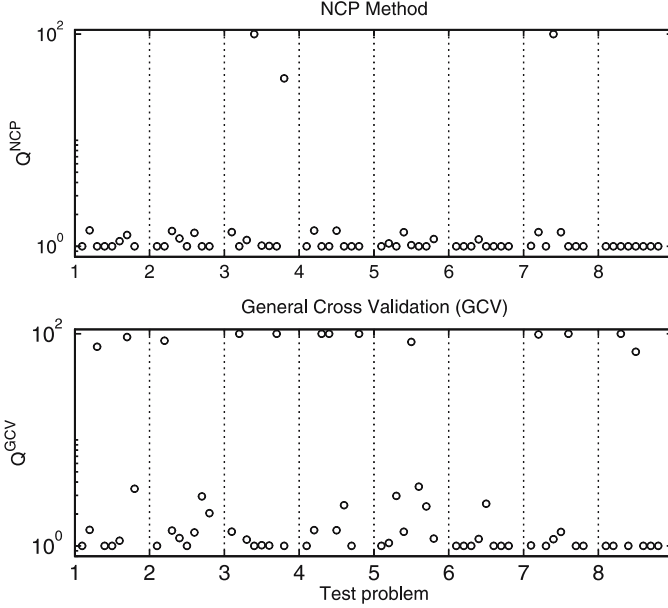 NCP Method
10²
Q^NCP
10⁰
1 2 3 4 5 6 7 8
General Cross Validation (GCV)
10²
Q^GCV
10⁰
1 2 3 4 5 6 7 8
Test problem